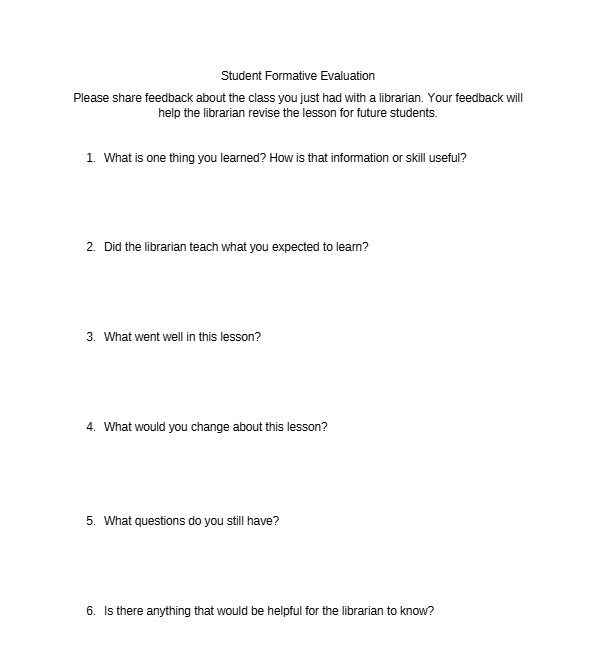 Student Formative Evaluation
Please share feedback about the class you just had with a librarian. Your feedback will
help the librarian revise the lesson for future students.
1. What is one thing you learned? How is that information or skill useful?
2. Did the librarian teach what you expected to learn?
3. What went well in this lesson?
4. What would you change about this lesson?
5. What questions do you still have?
6. Is there anything that would be helpful for the librarian to know?